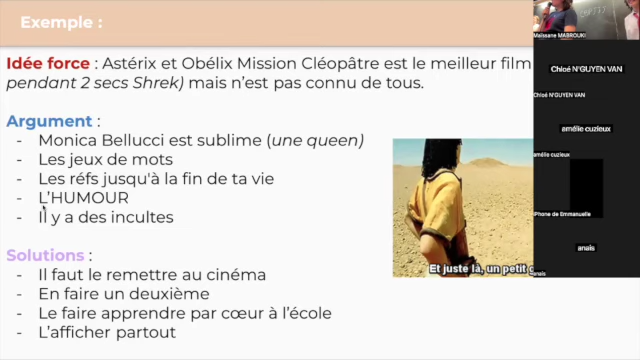 Exemple :
Idée force : Astérix et Obélix Mission Cléopâtre est le meilleur film
pendant 2 secs Shrek) mais n'est pas connu de tous.
Argument :
- Monica Bellucci est sublime (une queen)
- Les jeux de mots
- Les réfs jusqu'à la fin de ta vie
- L'HUMOUR
- Il y a des incultes
Solutions :
- Il faut le remettre au cinéma
- En faire un deuxième
- Le faire apprendre par cœur à l'école
- L'afficher partout
Et juste là, un petit
Maïssane MABROUKI
Chloé N'GUYEN VAN
Chloé N'GUYEN VAN
amélie cuzieux
amélie cuzieux
iPhone de Emmanuelle
anaïs
anaïs